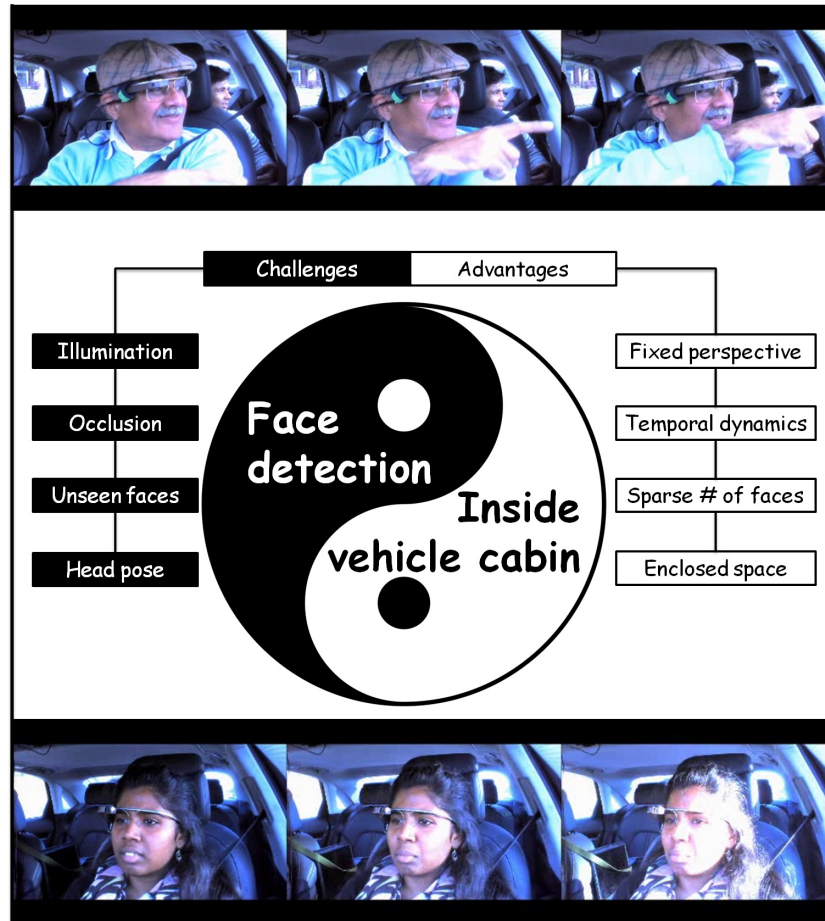 Challenges
Advantages
Illumination
Occlusion
Unseen faces
Head pose
Face
detection
Inside
vehicle cabin
Fixed perspective
Temporal dynamics
Sparse # of faces
Enclosed space